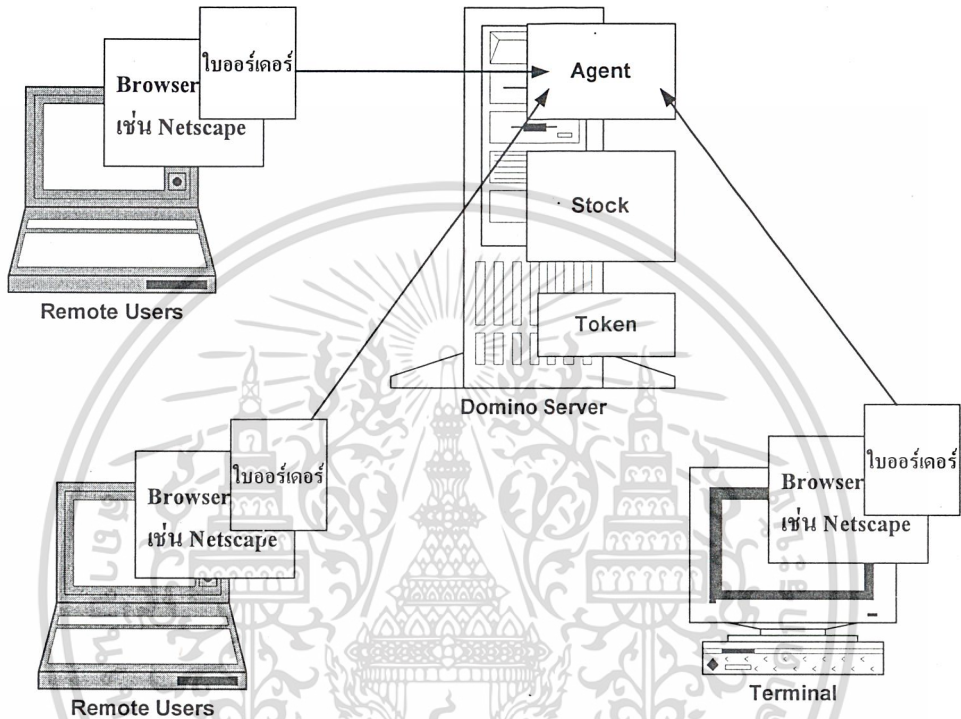 ใบออร์เดอร์
Browser
เช่น Netscape
Remote Users
Agent
Stock
Token
Domino Server
ใบออร์เดอร์
Browser
เช่น Netscape
Remote Users
ใบออร์เดอร์
Browser
เช่น Netscape
Terminal